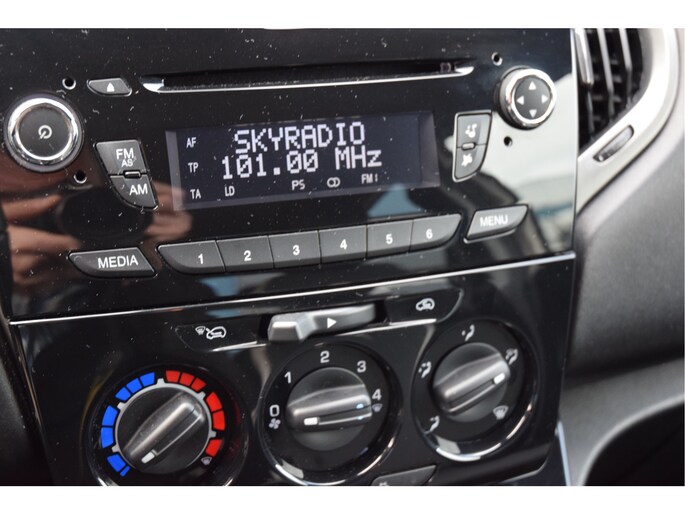 AF SKYRADIO
TP 101.00 MHz
TA LD PS FM1
FM
AS
AM
MEDIA
1 2 3 4 5 6
MENU
0 1 2 3 4